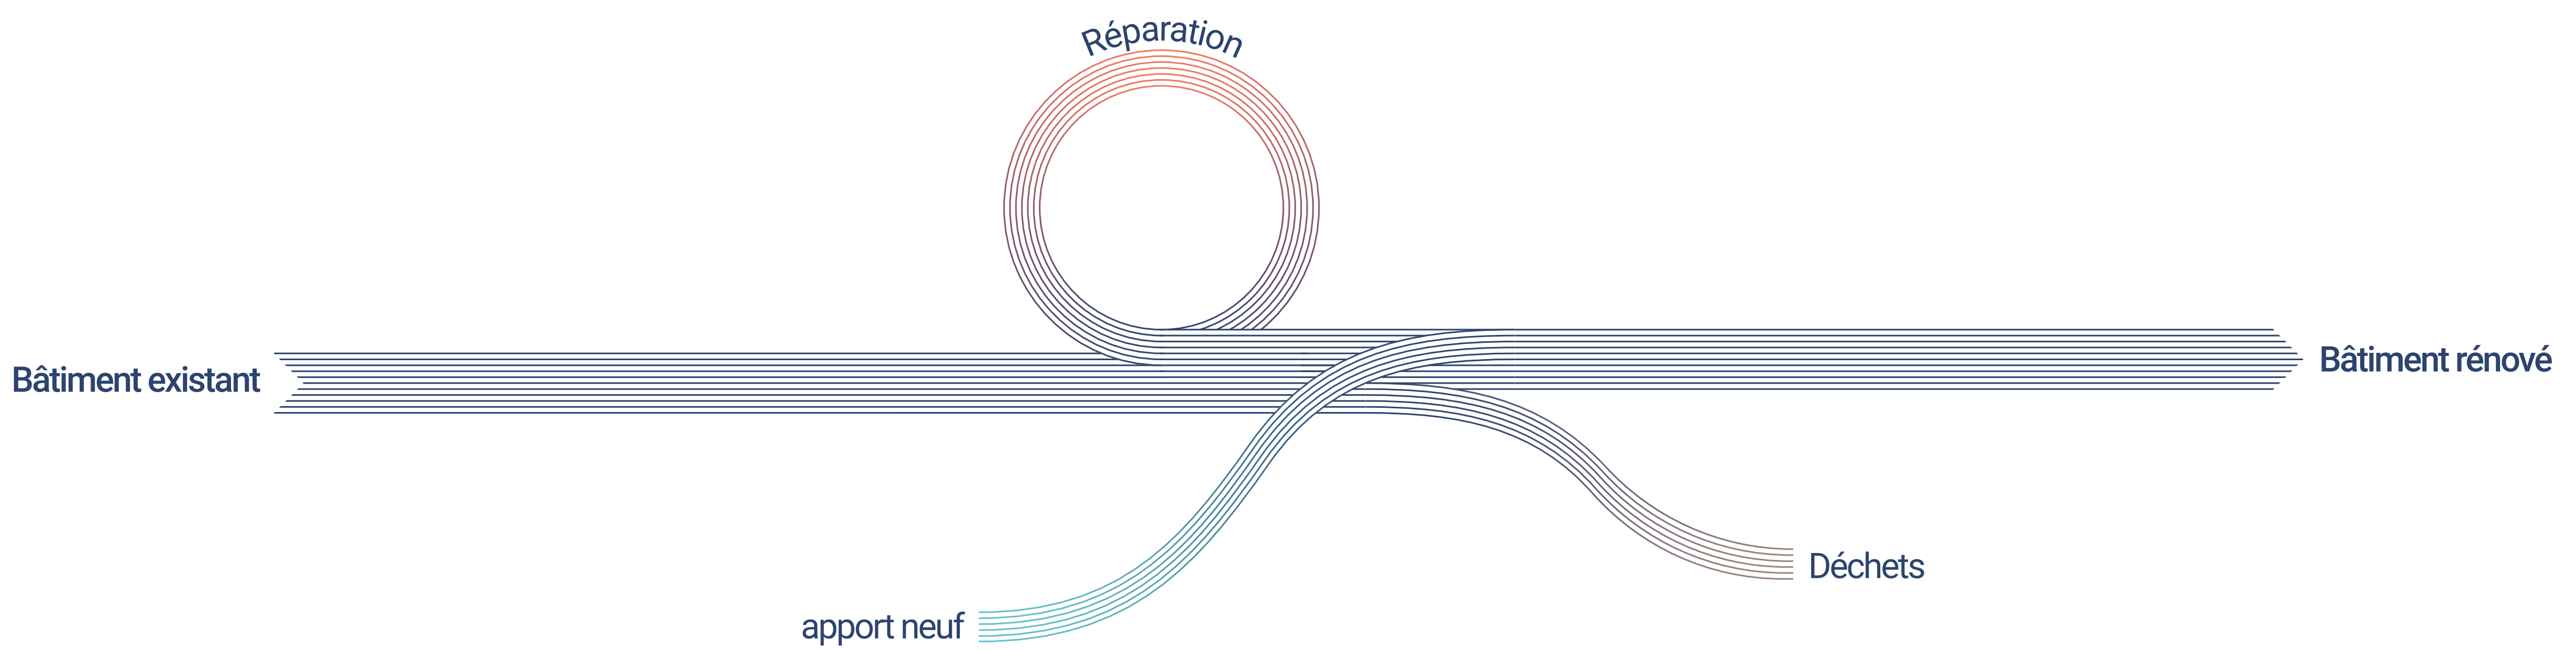 Réparation
Bâtiment existant
Bâtiment rénové
Déchets
apport neuf